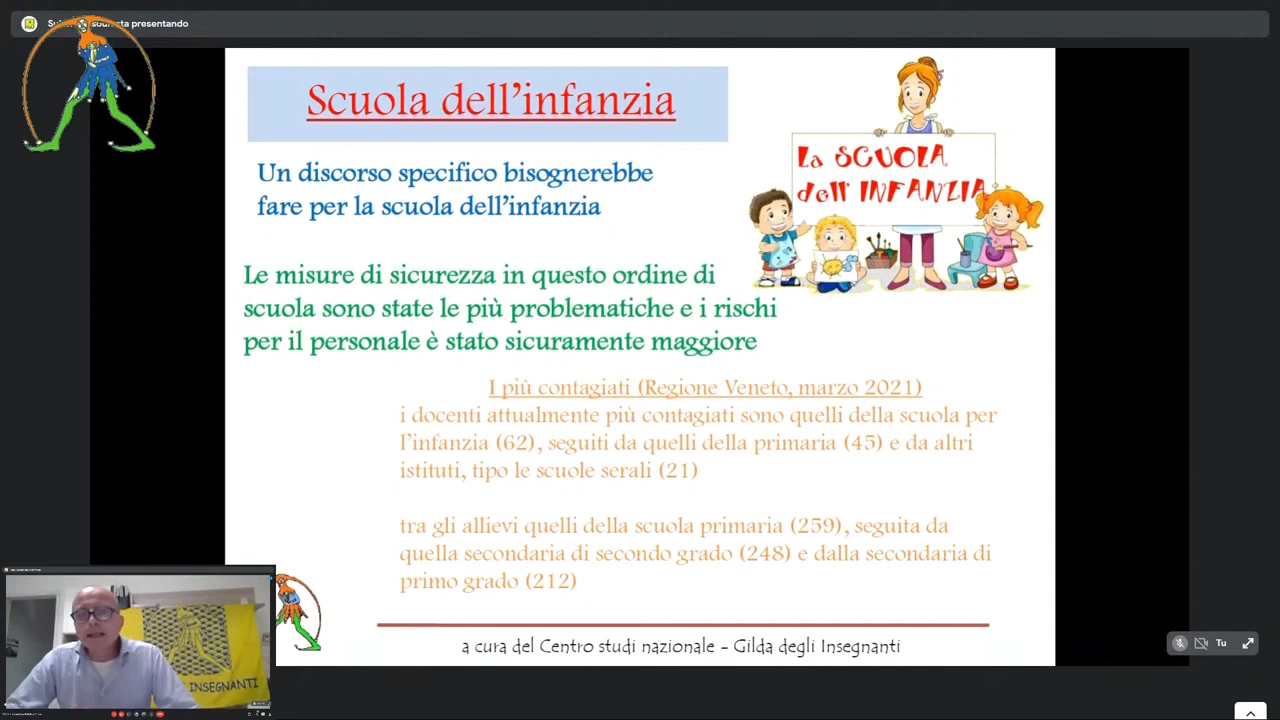 sta presentando
Scuola dell'infanzia
La SCUOLA
dell' INFANZIA
Un discorso specifico bisognerebbe
fare per la scuola dell'infanzia
Le misure di sicurezza in questo ordine di
scuola sono state le più problematiche e i rischi
per il personale è stato sicuramente maggiore
I più contagiati (Regione Veneto, marzo 2021)
i docenti attualmente più contagiati sono quelli della scuola per
l'infanzia (62), seguiti da quelli della primaria (45) e da altri
istituti, tipo le scuole serali (21)
tra gli allievi quelli della scuola primaria (259), seguita da
quella secondaria di secondo grado (248) e dalla secondaria di
primo grado (212)
a cura del Centro studi nazionale - Gilda degli Insegnanti
INSEGNANTI
Tu